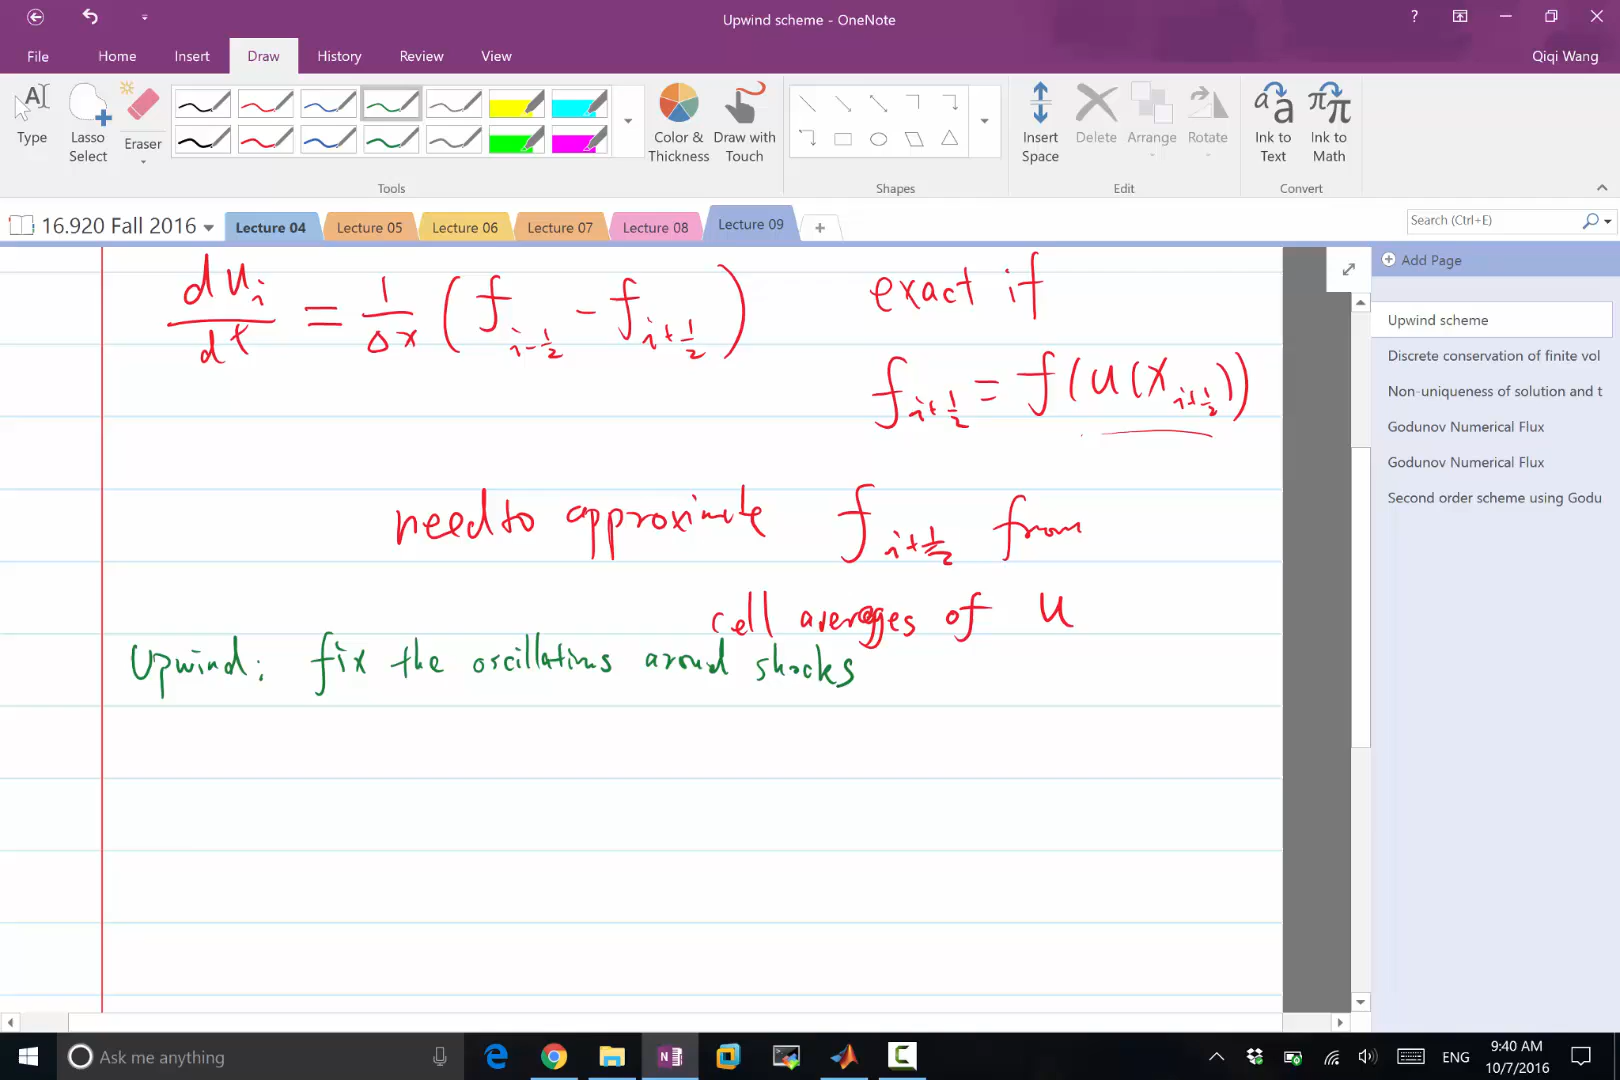 Upwind scheme - OneNote
?
File Home Insert Draw History Review View Qiqi Wang
Type Lasso Select Eraser Color & Thickness Draw with Touch Insert Space Delete Arrange Rotate Ink to Text Ink to Math
Tools Shapes Edit Convert
16.920 Fall 2016 Lecture 04 Lecture 05 Lecture 06 Lecture 07 Lecture 08 Lecture 09 + Search (Ctrl+E)
Add Page
Upwind scheme
Discrete conservation of finite vol
Non-uniqueness of solution and t
Godunov Numerical Flux
Godunov Numerical Flux
Second order scheme using Godu
du_i/dt = 1/Δx (f_{i-1/2} - f_{i+1/2}) exact if
f_{i+1/2} = f(u(x_{i+1/2}))
need to approximate f_{i+1/2} from
cell averages of u
Upwind: fix the oscillations around shocks
Ask me anything
ENG 9:40 AM
10/7/2016